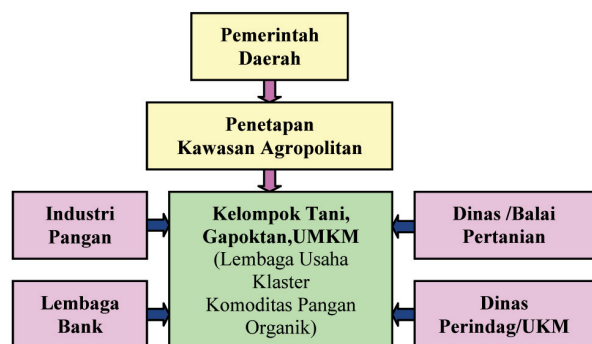 Pemerintah
Daerah
Penetapan
Kawasan Agropolitan
Industri
Pangan
Kelompok Tani,
Gapoktan,UMKM
(Lembaga Usaha
Klaster
Komoditas Pangan
Organik)
Dinas /Balai
Pertanian
Lembaga
Bank
Dinas
Perindag/UKM